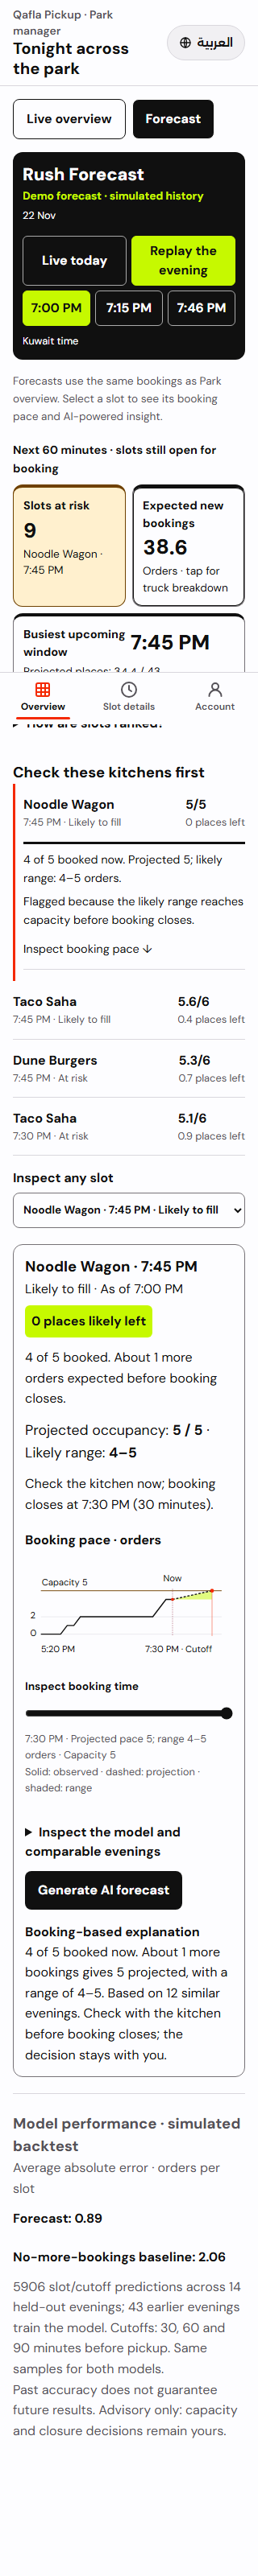 Qafla Pickup · Park
manager
Tonight across
the park
العربية
Live overview
Forecast
Rush Forecast
Demo forecast · simulated history
22 Nov
Live today
Replay the
evening
7:00 PM
7:15 PM
7:46 PM
Kuwait time
Forecasts use the same bookings as Park
overview. Select a slot to see its booking
pace and AI-powered insight.
Next 60 minutes · slots still open for
booking
Slots at risk
9
Noodle Wagon ·
7:45 PM
Expected new
bookings
38.6
Orders · tap for
truck breakdown
Busiest upcoming
window
7:45 PM
Overview
Slot details
Account
How are slots ranked?
Check these kitchens first
Noodle Wagon
5/5
7:45 PM · Likely to fill
0 places left
4 of 5 booked now. Projected 5; likely
range: 4–5 orders.
Flagged because the likely range reaches
capacity before booking closes.
Inspect booking pace ↓
Taco Saha
5.6/6
7:45 PM · Likely to fill
0.4 places left
Dune Burgers
5.3/6
7:45 PM · At risk
0.7 places left
Taco Saha
5.1/6
7:30 PM · At risk
0.9 places left
Inspect any slot
Noodle Wagon · 7:45 PM · Likely to fill
Noodle Wagon · 7:45 PM
Likely to fill · As of 7:00 PM
0 places likely left
4 of 5 booked. About 1 more
orders expected before booking
closes.
Projected occupancy: 5 / 5 ·
Likely range: 4–5
Check the kitchen now; booking
closes at 7:30 PM (30 minutes).
Booking pace · orders
Capacity 5
Now
2
0
5:20 PM
7:30 PM · Cutoff
Inspect booking time
7:30 PM · Projected pace 5; range 4–5
orders · Capacity 5
Solid: observed · dashed: projection ·
shaded: range
▶ Inspect the model and
comparable evenings
Generate AI forecast
Booking-based explanation
4 of 5 booked now. About 1 more
bookings gives 5 projected, with a
range of 4–5. Based on 12 similar
evenings. Check with the kitchen
before booking closes; the
decision stays with you.
Model performance · simulated
backtest
Average absolute error · orders per
slot
Forecast: 0.89
No-more-bookings baseline: 2.06
5906 slot/cutoff predictions across 14
held-out evenings; 43 earlier evenings
train the model. Cutoffs: 30, 60 and
90 minutes before pickup. Same
samples for both models.
Past accuracy does not guarantee
future results. Advisory only: capacity
and closure decisions remain yours.